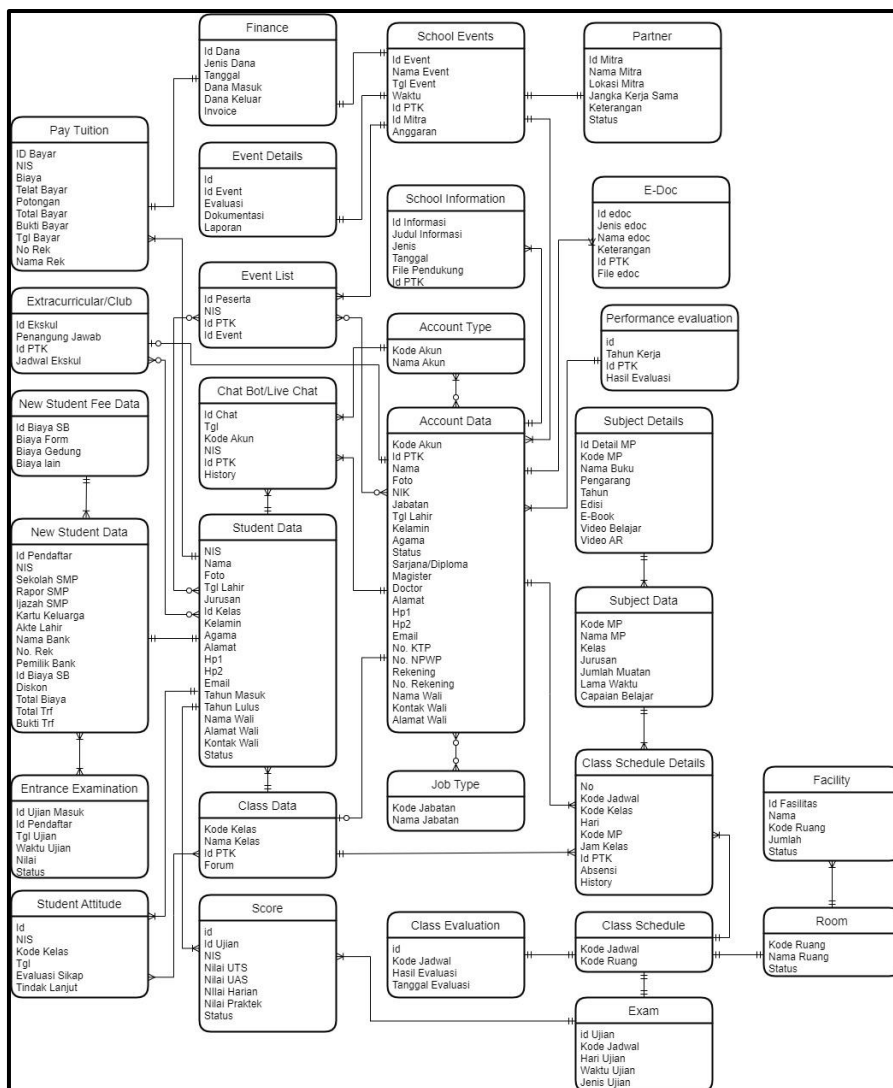 Finance
Id Dana
Jenis Dana
Tanggal
Dana Masuk
Dana Keluar
Invoice
School Events
Id Event
Nama Event
Tgl Event
Waktu
Id PTK
Id Mitra
Anggaran
Partner
Id Mitra
Nama Mitra
Lokasi Mitra
Jangka Kerja Sama
Keterangan
Status
Pay Tuition
ID Bayar
NIS
Biaya
Telat Bayar
Potongan
Total Bayar
Bukti Bayar
Tgl Bayar
No Rek
Nama Rek
Event Details
Id
Id Event
Evaluasi
Dokumentasi
Laporan
School Information
Id Informasi
Judul Informasi
Jenis
Tanggal
File Pendukung
Id PTK
E-Doc
Id edoc
Jenis edoc
Nama edoc
Keterangan
Id PTK
File edoc
Extracurricular/Club
Id Ekskul
Penangung Jawab
Id PTK
Jadwal Ekskul
Event List
Id Peserta
NIS
Id PTK
Id Event
Account Type
Kode Akun
Nama Akun
Performance evaluation
id
Tahun Kerja
Id PTK
Hasil Evaluasi
New Student Fee Data
Id Biaya SB
Biaya Form
Biaya Gedung
Biaya lain
Chat Bot/Live Chat
Id Chat
Tgl
Kode Akun
NIS
Id PTK
History
Account Data
Kode Akun
Id PTK
Nama
Foto
NIK
Jabatan
Tgl Lahir
Kelamin
Agama
Status
Sarjana/Diploma
Magister
Doctor
Alamat
Hp1
Hp2
Email
No. KTP
No. NPWP
Rekening
No. Rekening
Nama Wali
Kontak Wali
Alamat Wali
Subject Details
Id Detail MP
Kode MP
Nama Buku
Pengarang
Tahun
Edisi
E-Book
Video Belajar
Video AR
New Student Data
Id Pendaftar
NIS
Sekolah SMP
Rapor SMP
Ijazah SMP
Kartu Keluarga
Akte Lahir
Nama Bank
No. Rek
Pemilik Bank
Id Biaya SB
Diskon
Total Biaya
Total Trf
Bukti Trf
Student Data
NIS
Nama
Foto
Tgl Lahir
Jurusan
Id Kelas
Kelamin
Agama
Alamat
Hp1
Hp2
Email
Tahun Masuk
Tahun Lulus
Nama Wali
Alamat Wali
Kontak Wali
Status
Subject Data
Kode MP
Nama MP
Kelas
Jurusan
Jumlah Muatan
Lama Waktu
Capaian Belajar
Entrance Examination
Id Ujian Masuk
Id Pendaftar
Tgl Ujian
Waktu Ujian
Nilai
Status
Class Data
Kode Kelas
Nama Kelas
Id PTK
Forum
Job Type
Kode Jabatan
Nama Jabatan
Class Schedule Details
No
Kode Jadwal
Kode Kelas
Hari
Kode MP
Jam Kelas
Id PTK
Absensi
History
Facility
Id Fasilitas
Nama
Kode Ruang
Jumlah
Status
Student Attitude
Id
NIS
Kode Kelas
Tgl
Evaluasi Sikap
Tindak Lanjut
Score
id
Id Ujian
NIS
Nilai UTS
Nilai UAS
NIlai Harian
Nilai Praktek
Status
Class Evaluation
id
Kode Jadwal
Hasil Evaluasi
Tanggal Evaluasi
Class Schedule
Kode Jadwal
Kode Ruang
Room
Kode Ruang
Nama Ruang
Status
Exam
id Ujian
Kode Jadwal
Hari Ujian
Waktu Ujian
Jenis Ujian